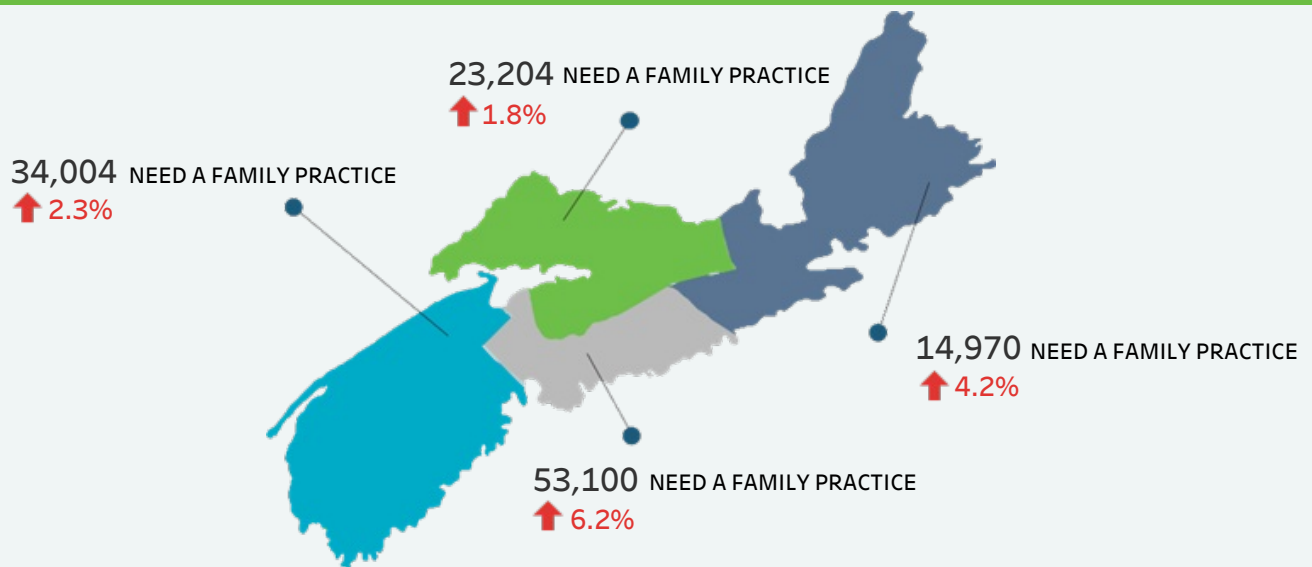 23,204 NEED A FAMILY PRACTICE
1.8%
34,004 NEED A FAMILY PRACTICE
2.3%
14,970 NEED A FAMILY PRACTICE
4.2%
53,100 NEED A FAMILY PRACTICE
6.2%